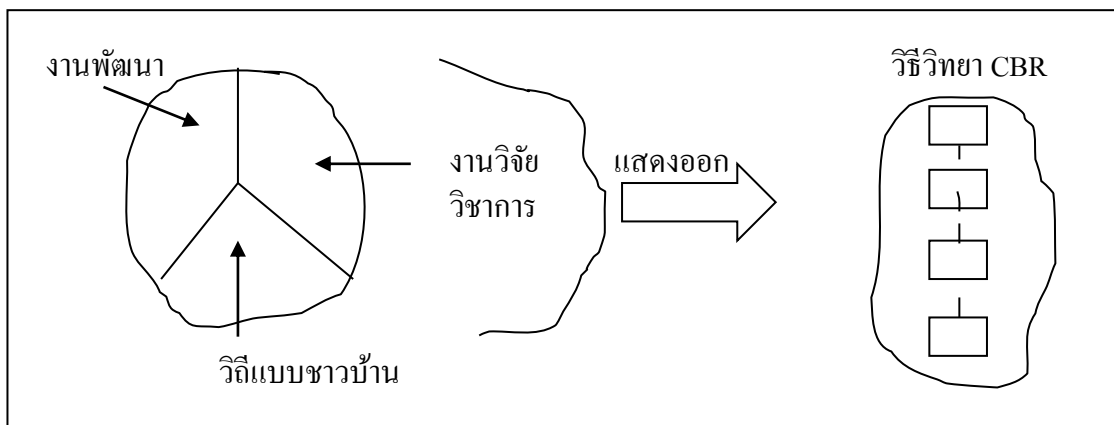 งานพัฒนา
วิธีวิทยา CBR
งานวิจัย
วิชาการ
แสดงออก
วิถีแบบชาวบ้าน